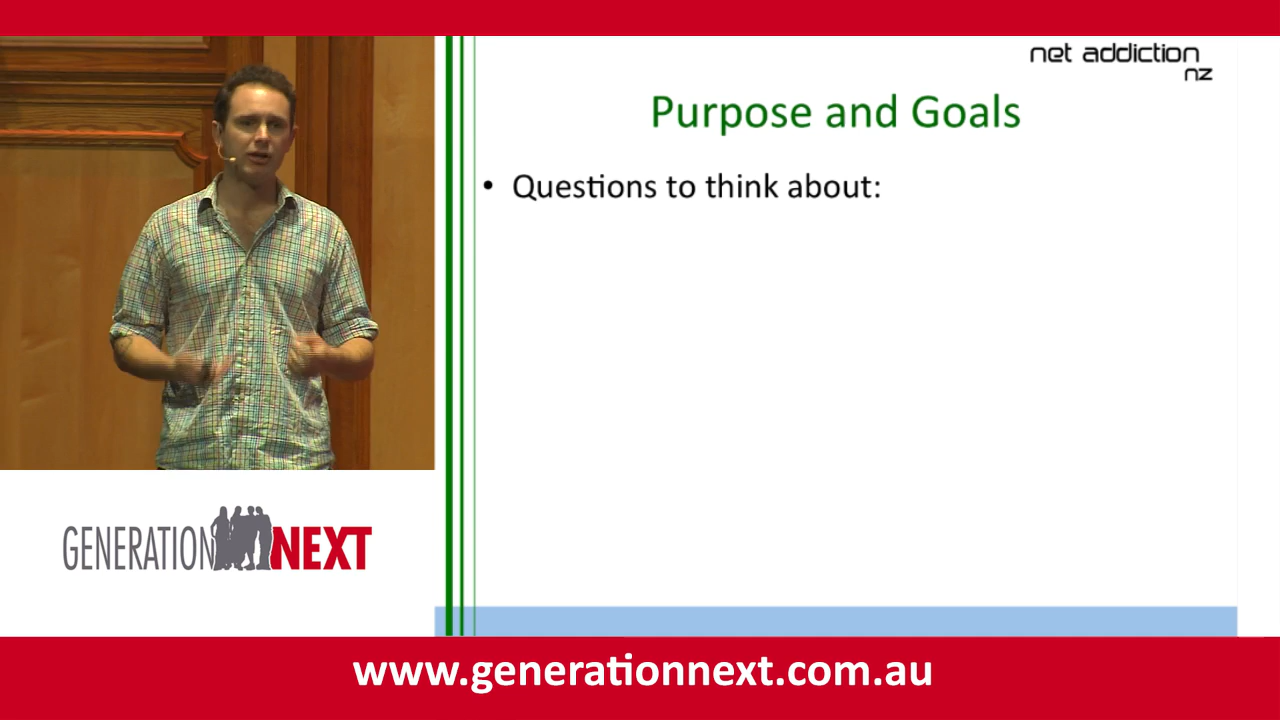 net addiction
nz
Purpose and Goals
• Questions to think about:
GENERATION NEXT
www.generationnext.com.au